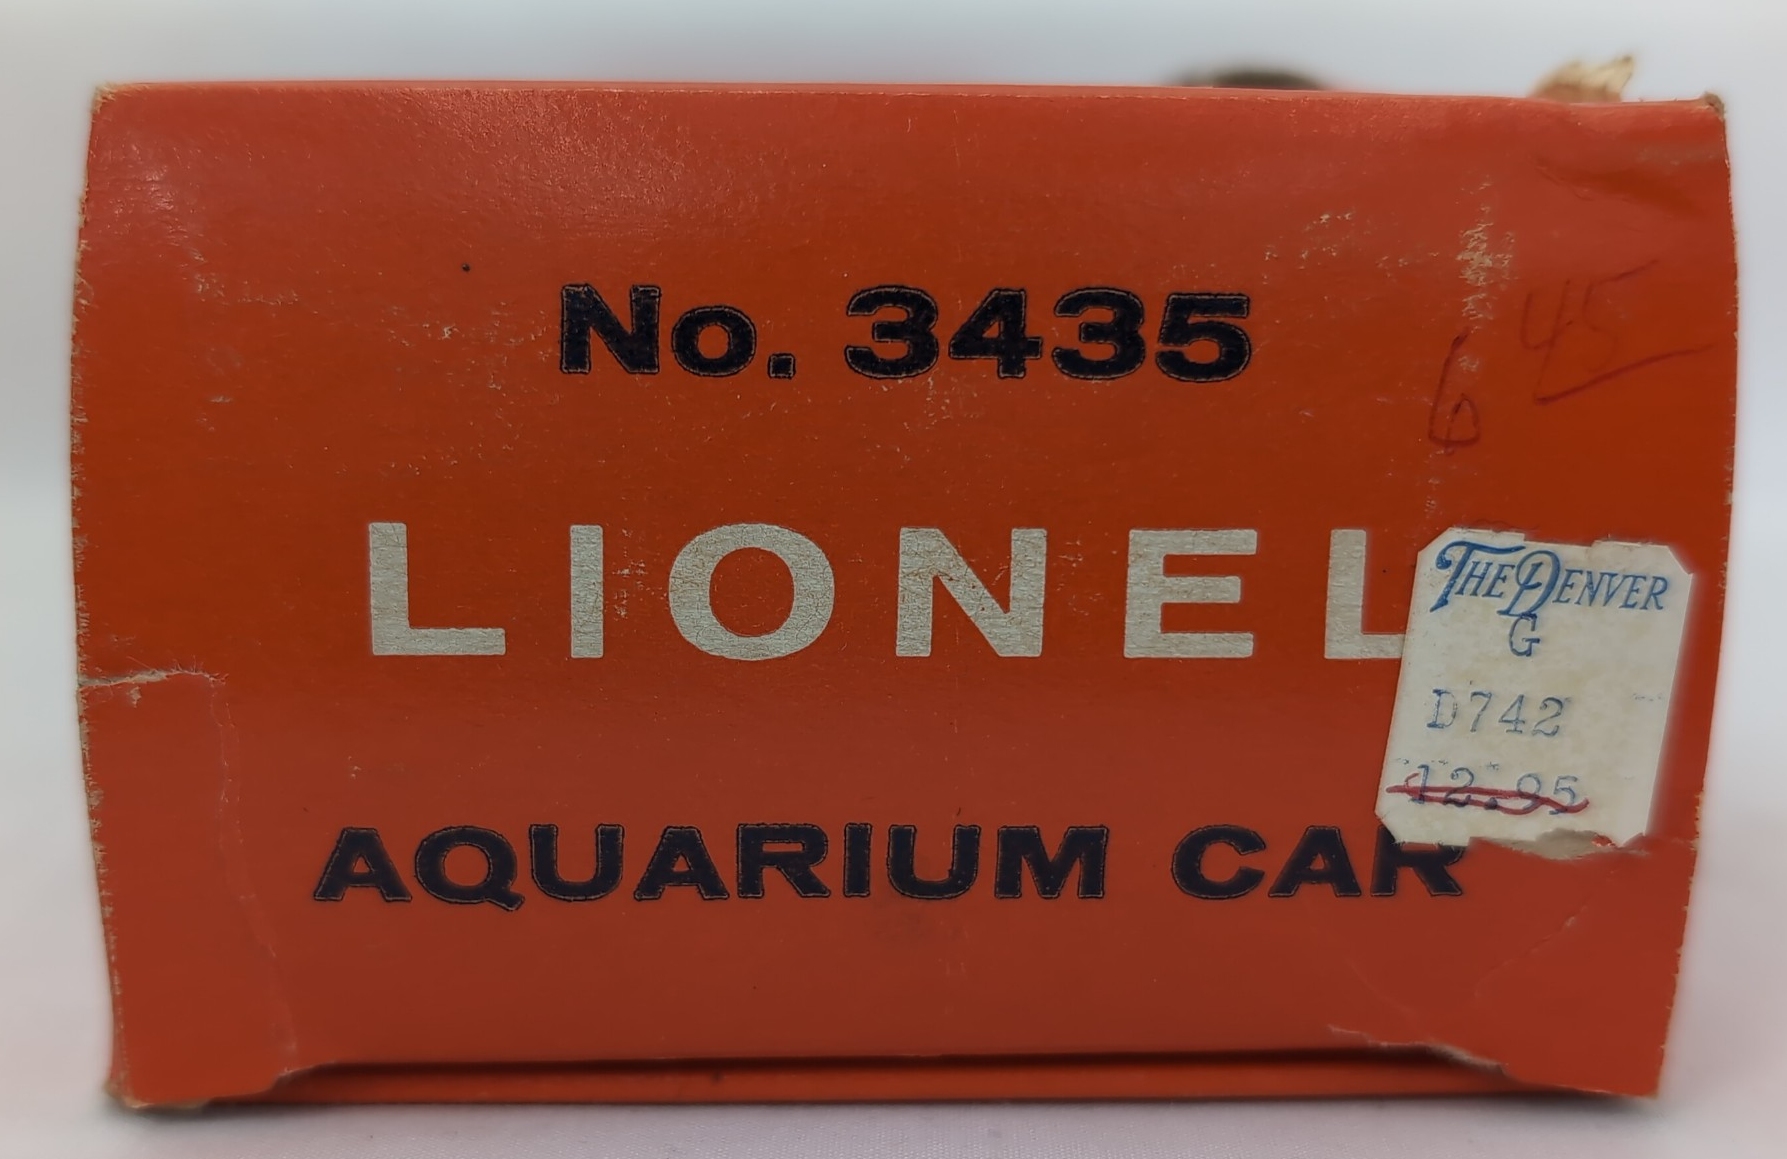 No. 3435
6 45
LIONEL
THE DENVER
G
D742
12.95
AQUARIUM CAR